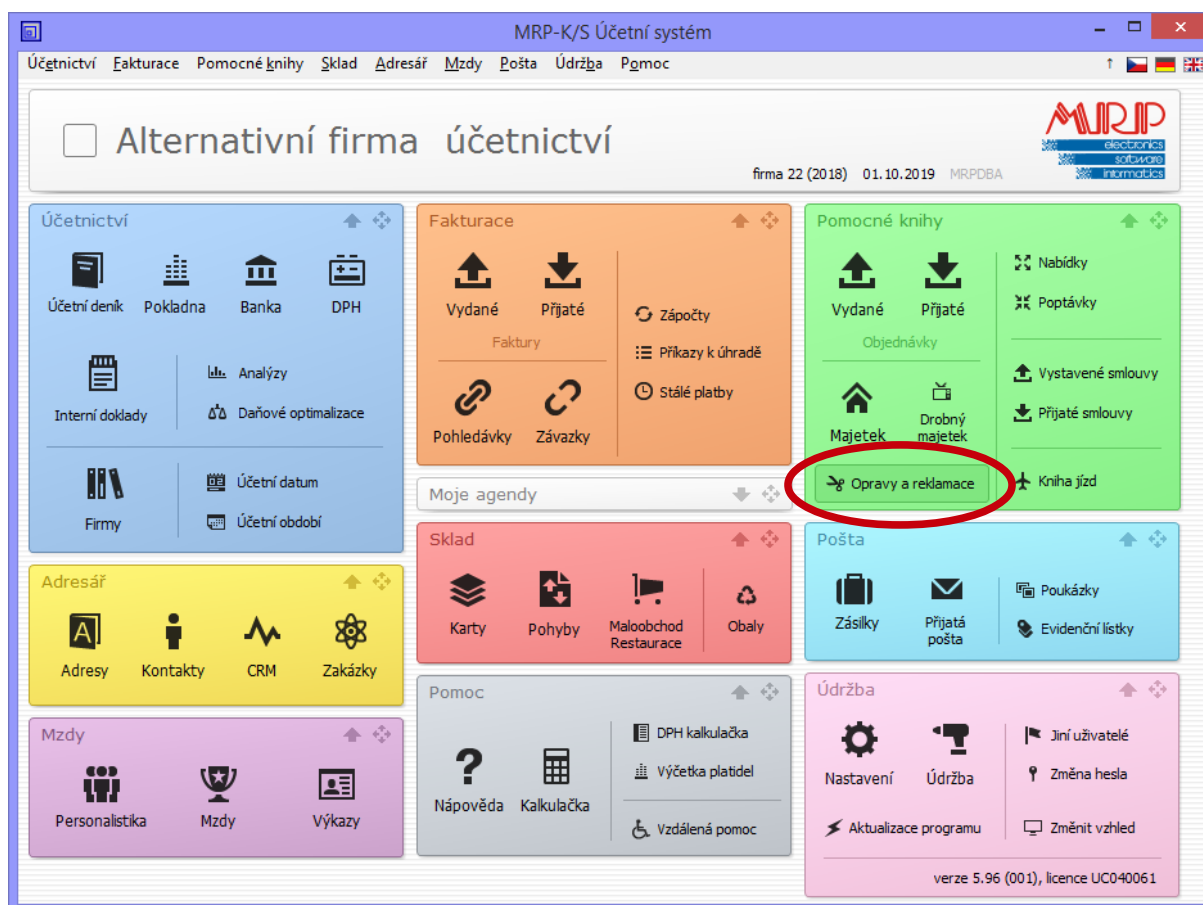 MRP-K/S Účetní systém
Účetnictví Fakturace Pomocné knihy Sklad Adresář Mzdy Pošta Údržba Pomoc
Alternativní firma účetnictví
firma 22 (2018) 01.10.2019 MRPDBA
MRP
electronics
software
informatics
Účetnictví
Účetní deník Pokladna Banka DPH
Interní doklady
Analýzy
Daňové optimalizace
Firmy
Účetní datum
Účetní období
Adresář
Adresy Kontakty CRM Zakázky
Mzdy
Personalistika Mzdy Výkazy
Fakturace
Vydané Přijaté
Faktury
Pohledávky Závazky
Zápočty
Příkazy k úhradě
Stálé platby
Moje agendy
Sklad
Karty Pohyby Maloobchod
Restaurace
Obaly
Pomoc
Nápověda Kalkulačka
DPH kalkulačka
Výčetka platidel
Vzdálená pomoc
Pomocné knihy
Vydané Přijaté
Objednávky
Majetek Drobný
majetek
Opravy a reklamace
Nabídky
Poptávky
Vystavené smlouvy
Přijaté smlouvy
Kniha jízd
Pošta
Zásilky Přijatá
pošta
Poukázky
Evidenční lístky
Údržba
Nastavení Údržba
Aktualizace programu
Jiní uživatelé
Změna hesla
Změnit vzhled
verze 5.96 (001), licence UC040061